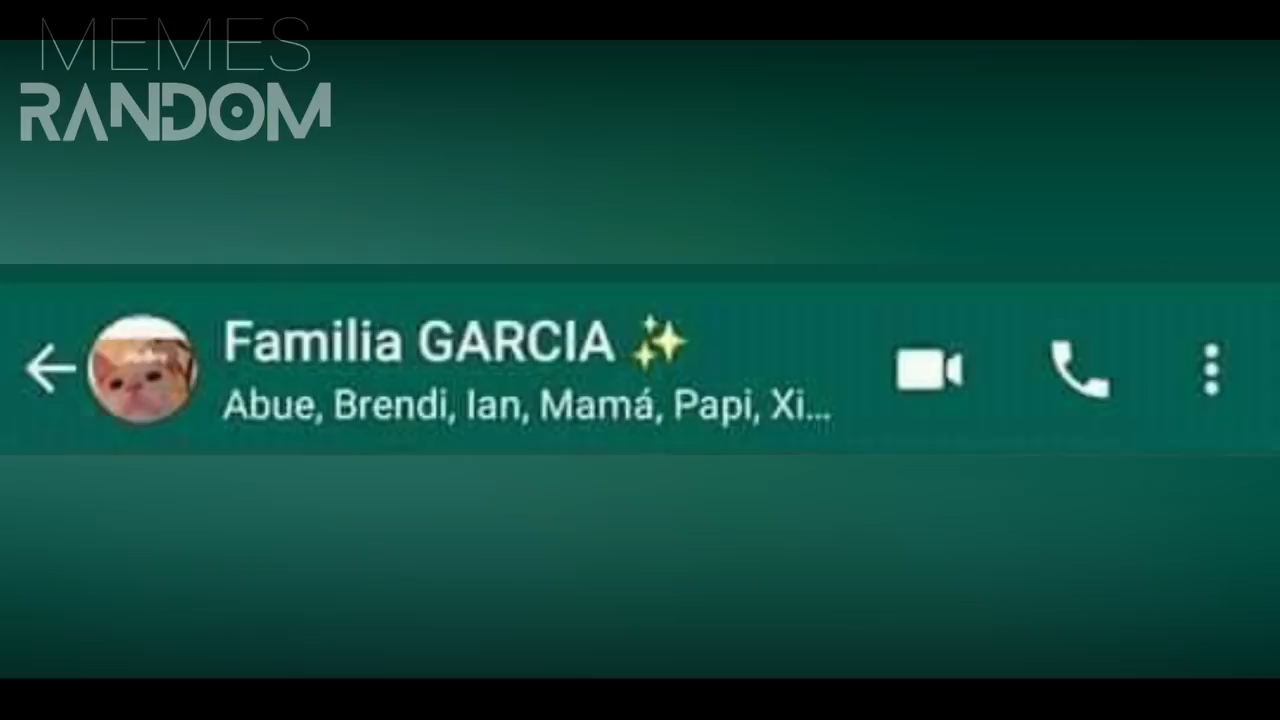 MEMES
RANDOM
Familia GARCIA ✨
Abue, Brendi, Ian, Mamá, Papi, Xi...